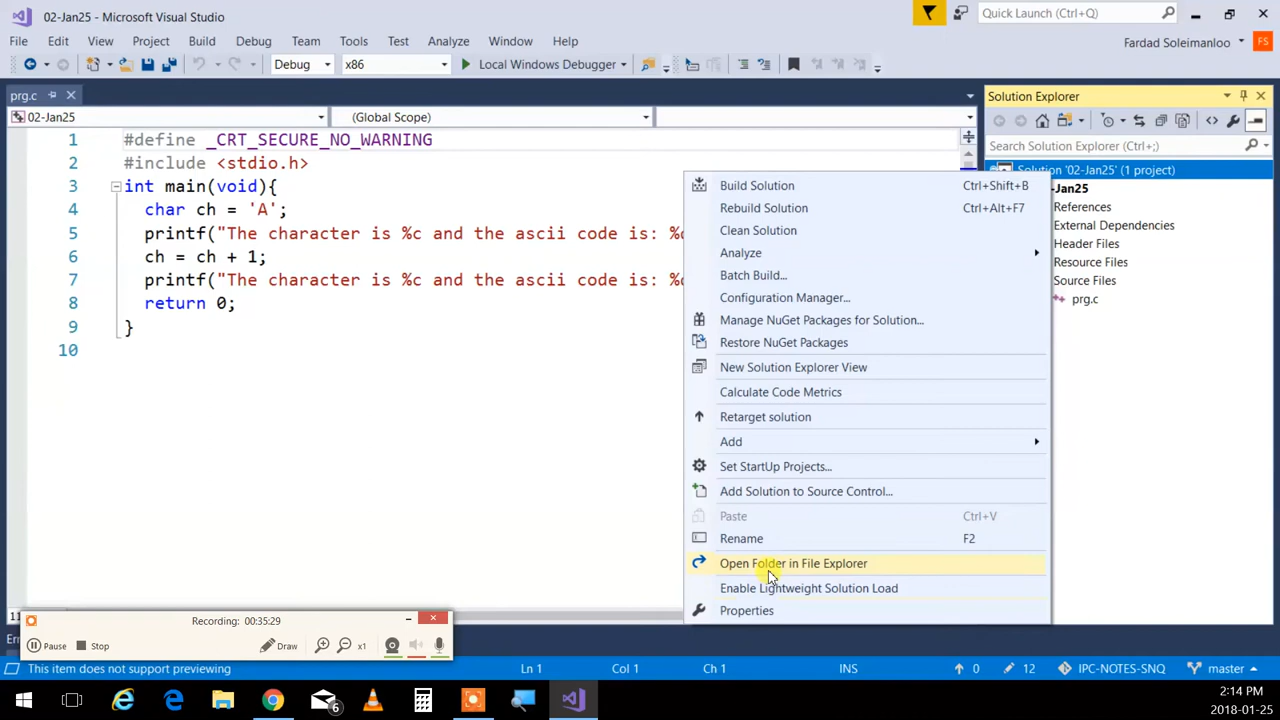 02-Jan25 - Microsoft Visual Studio
Quick Launch (Ctrl+Q)
File Edit View Project Build Debug Team Tools Test Analyze Window Help
Fardad Soleimanloo FS
Debug x86 Local Windows Debugger
prg.c
02-Jan25 (Global Scope)
1 #define _CRT_SECURE_NO_WARNING
2 #include <stdio.h>
3 int main(void){
4 char ch = 'A';
5 printf("The character is %c and the ascii code is: %
6 ch = ch + 1;
7 printf("The character is %c and the ascii code is: %
8 return 0;
9 }
10
Solution Explorer
Search Solution Explorer (Ctrl+;)
Solution '02-Jan25' (1 project)
-Jan25
References
External Dependencies
Header Files
Resource Files
Source Files
prg.c
Build Solution Ctrl+Shift+B
Rebuild Solution Ctrl+Alt+F7
Clean Solution
Analyze
Batch Build...
Configuration Manager...
Manage NuGet Packages for Solution...
Restore NuGet Packages
New Solution Explorer View
Calculate Code Metrics
Retarget solution
Add
Set StartUp Projects...
Add Solution to Source Control...
Paste Ctrl+V
Rename F2
Open Folder in File Explorer
Enable Lightweight Solution Load
Properties
Recording: 00:35:29
Pause Stop Draw x1
This item does not support previewing Ln 1 Col 1 Ch 1 INS 0 12 IPC-NOTES-SNQ master
6
2:14 PM
2018-01-25